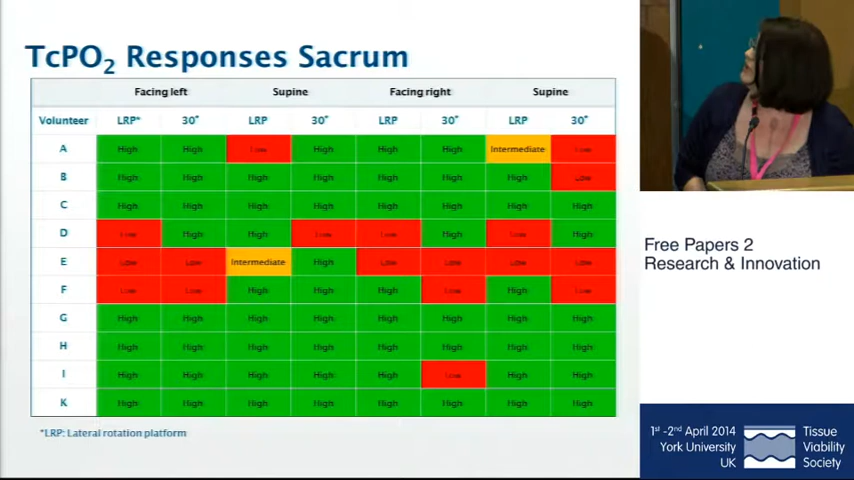 TcPO2 Responses Sacrum
Facing left Supine Facing right Supine
Volunteer LRP* 30° LRP 30° LRP 30° LRP 30°
A High High Low High High High Intermediate Low
B High High High High High High High Low
C High High High High High High High High
D Low High High Low Low High Low High
E Low Low Intermediate High Low Low Low Low
F Low Low High High High Low High Low
G High High High High High High High High
H High High High High High High High High
I High High High High High Low High High
K High High High High High High High High
*LRP: Lateral rotation platform
Free Papers 2
Research & Innovation
1st -2nd April 2014
York University
UK
Tissue
Viability
Society